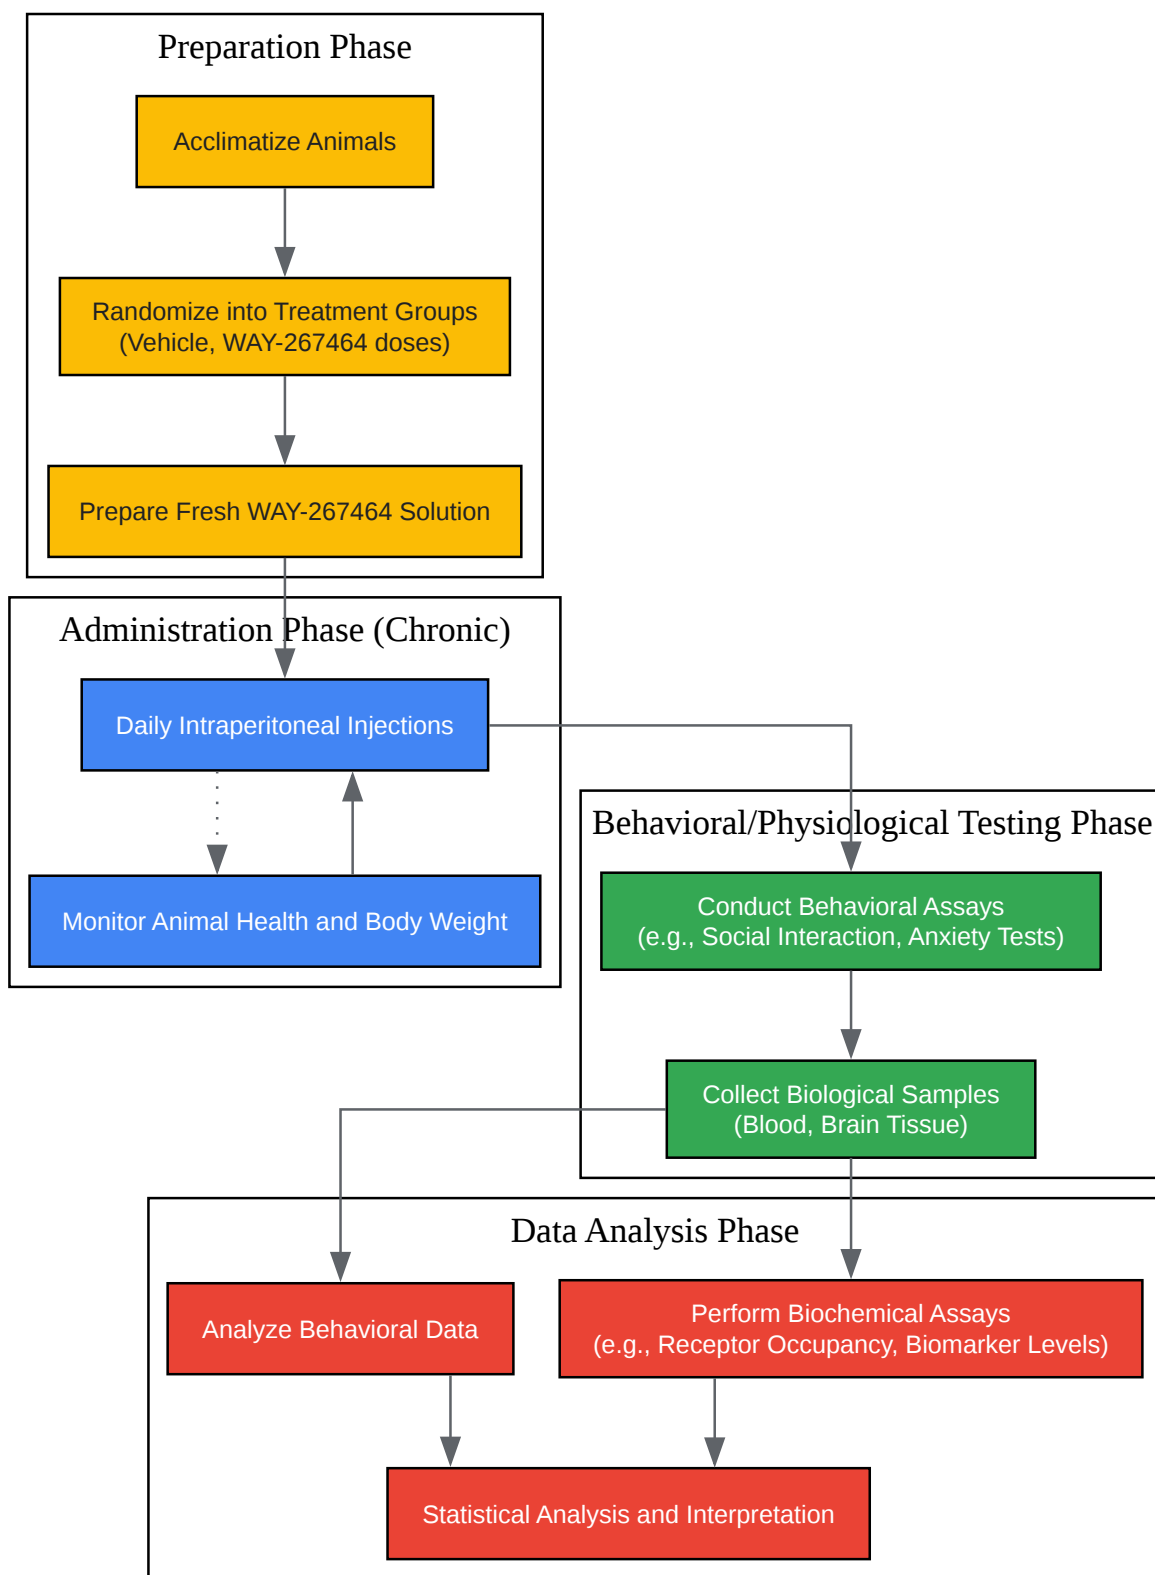 Preparation Phase
Acclimatize Animals
Randomize into Treatment Groups
(Vehicle, WAY-267464 doses)
Prepare Fresh WAY-267464 Solution
Administration Phase (Chronic)
Daily Intraperitoneal Injections
Monitor Animal Health and Body Weight
Behavioral/Physiological Testing Phase
Conduct Behavioral Assays
(e.g., Social Interaction, Anxiety Tests)
Collect Biological Samples
(Blood, Brain Tissue)
Data Analysis Phase
Analyze Behavioral Data
Perform Biochemical Assays
(e.g., Receptor Occupancy, Biomarker Levels)
Statistical Analysis and Interpretation